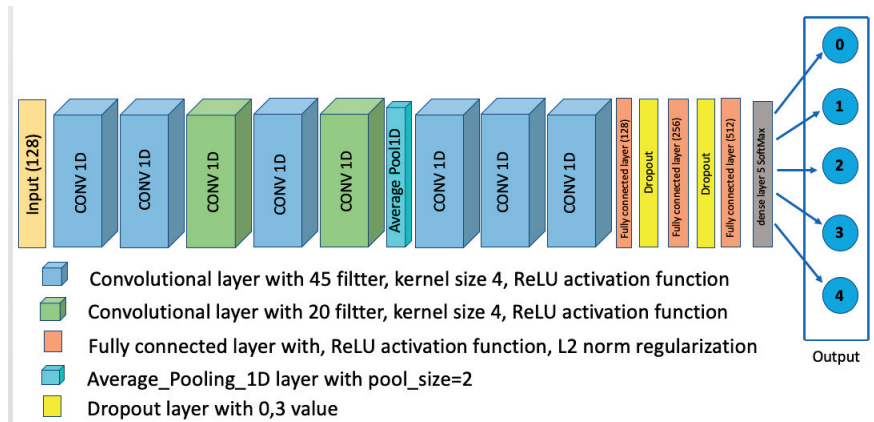 Input (128)
CONV 1D
CONV 1D
CONV 1D
CONV 1D
CONV 1D
Average Pool1D
CONV 1D
CONV 1D
CONV 1D
Fully connected layer (128)
Dropout
Fully connected layer (256)
Dropout
Fully connected layer (512)
dense layer 5 SoftMax
0
1
2
3
4
Output
Convolutional layer with 45 filtter, kernel size 4, ReLU activation function
Convolutional layer with 20 filtter, kernel size 4, ReLU activation function
Fully connected layer with, ReLU activation function, L2 norm regularization
Average_Pooling_1D layer with pool_size=2
Dropout layer with 0,3 value